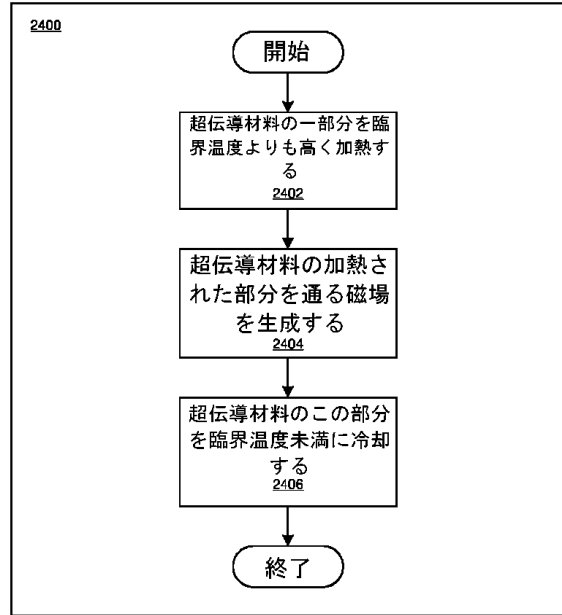 2400
開始
超伝導材料の一部分を臨
界温度よりも高く加熱す
る
2402
超伝導材料の加熱さ
れた部分を通る磁場
を生成する
2404
超伝導材料のこの部分
を臨界温度未満に冷却
する
2406
終了